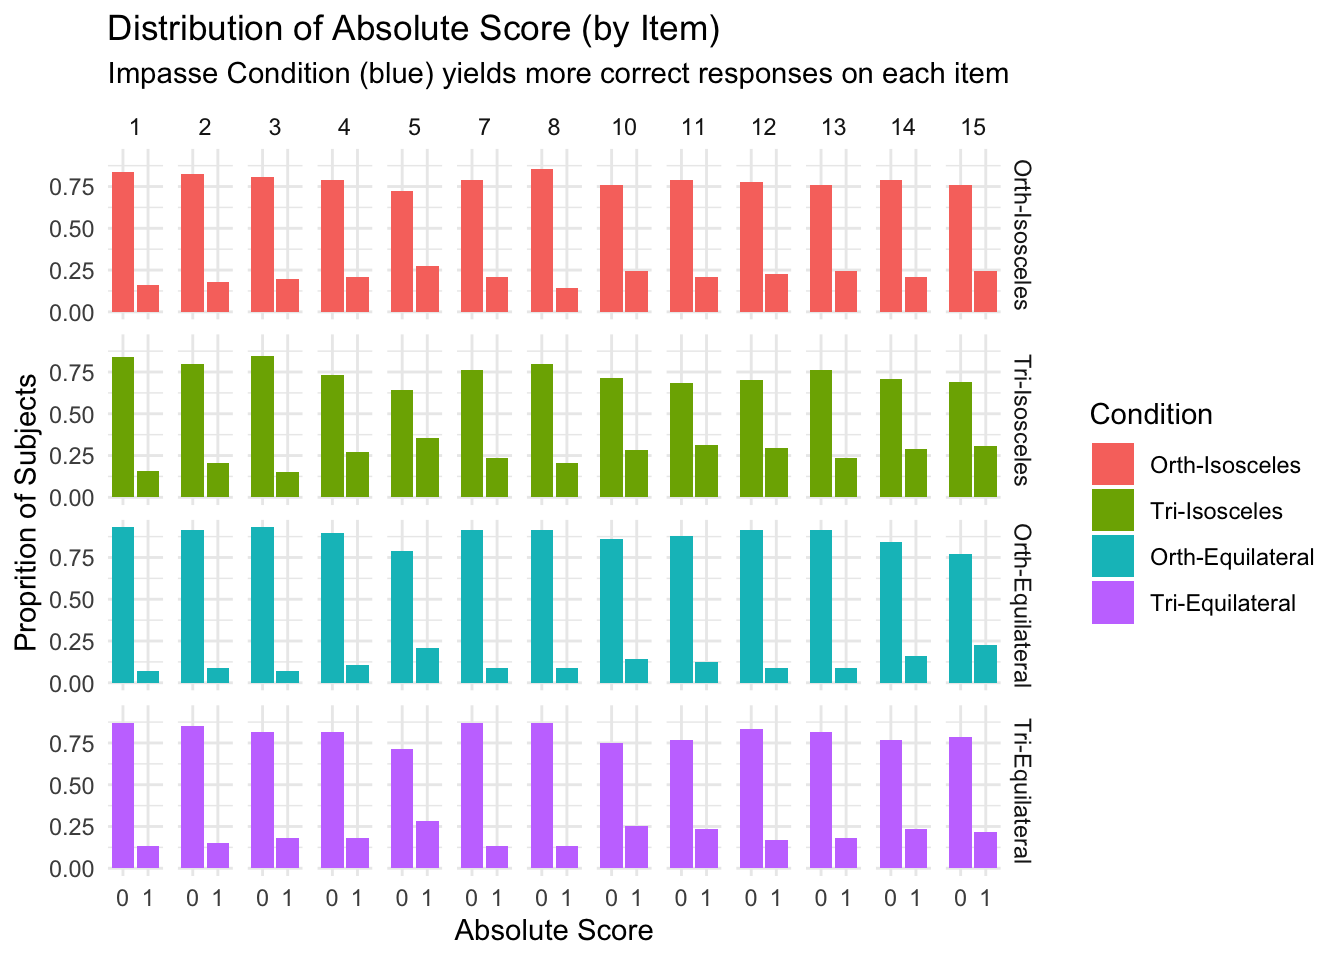 Distribution of Absolute Score (by Item)
Impasse Condition (blue) yields more correct responses on each item
1 2 3 4 5 7 8 10 11 12 13 14 15
0.75
0.50
0.25
0.00
Orth-Isosceles
0.75
0.50
0.25
0.00
Tri-Isosceles
0.75
0.50
0.25
0.00
Orth-Equilateral
0.75
0.50
0.25
0.00
Tri-Equilateral
Proprition of Subjects
0 1 0 1 0 1 0 1 0 1 0 1 0 1 0 1 0 1 0 1 0 1 0 1 0 1
Absolute Score
Condition
Orth-Isosceles
Tri-Isosceles
Orth-Equilateral
Tri-Equilateral